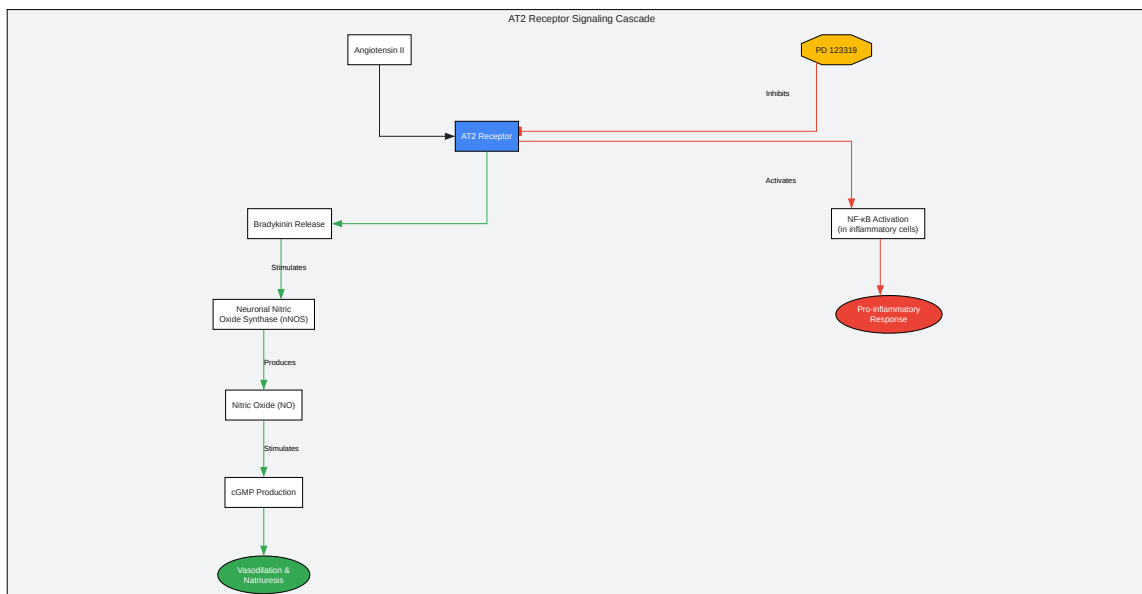 AT2 Receptor Signaling Cascade
Angiotensin II
PD 123319
Inhibits
AT2 Receptor
Activates
Bradykinin Release
NF-κB Activation
(in inflammatory cells)
Stimulates
Neuronal Nitric
Oxide Synthase (nNOS)
Pro-inflammatory
Response
Produces
Nitric Oxide (NO)
Stimulates
cGMP Production
Vasodilation &
Natriuresis